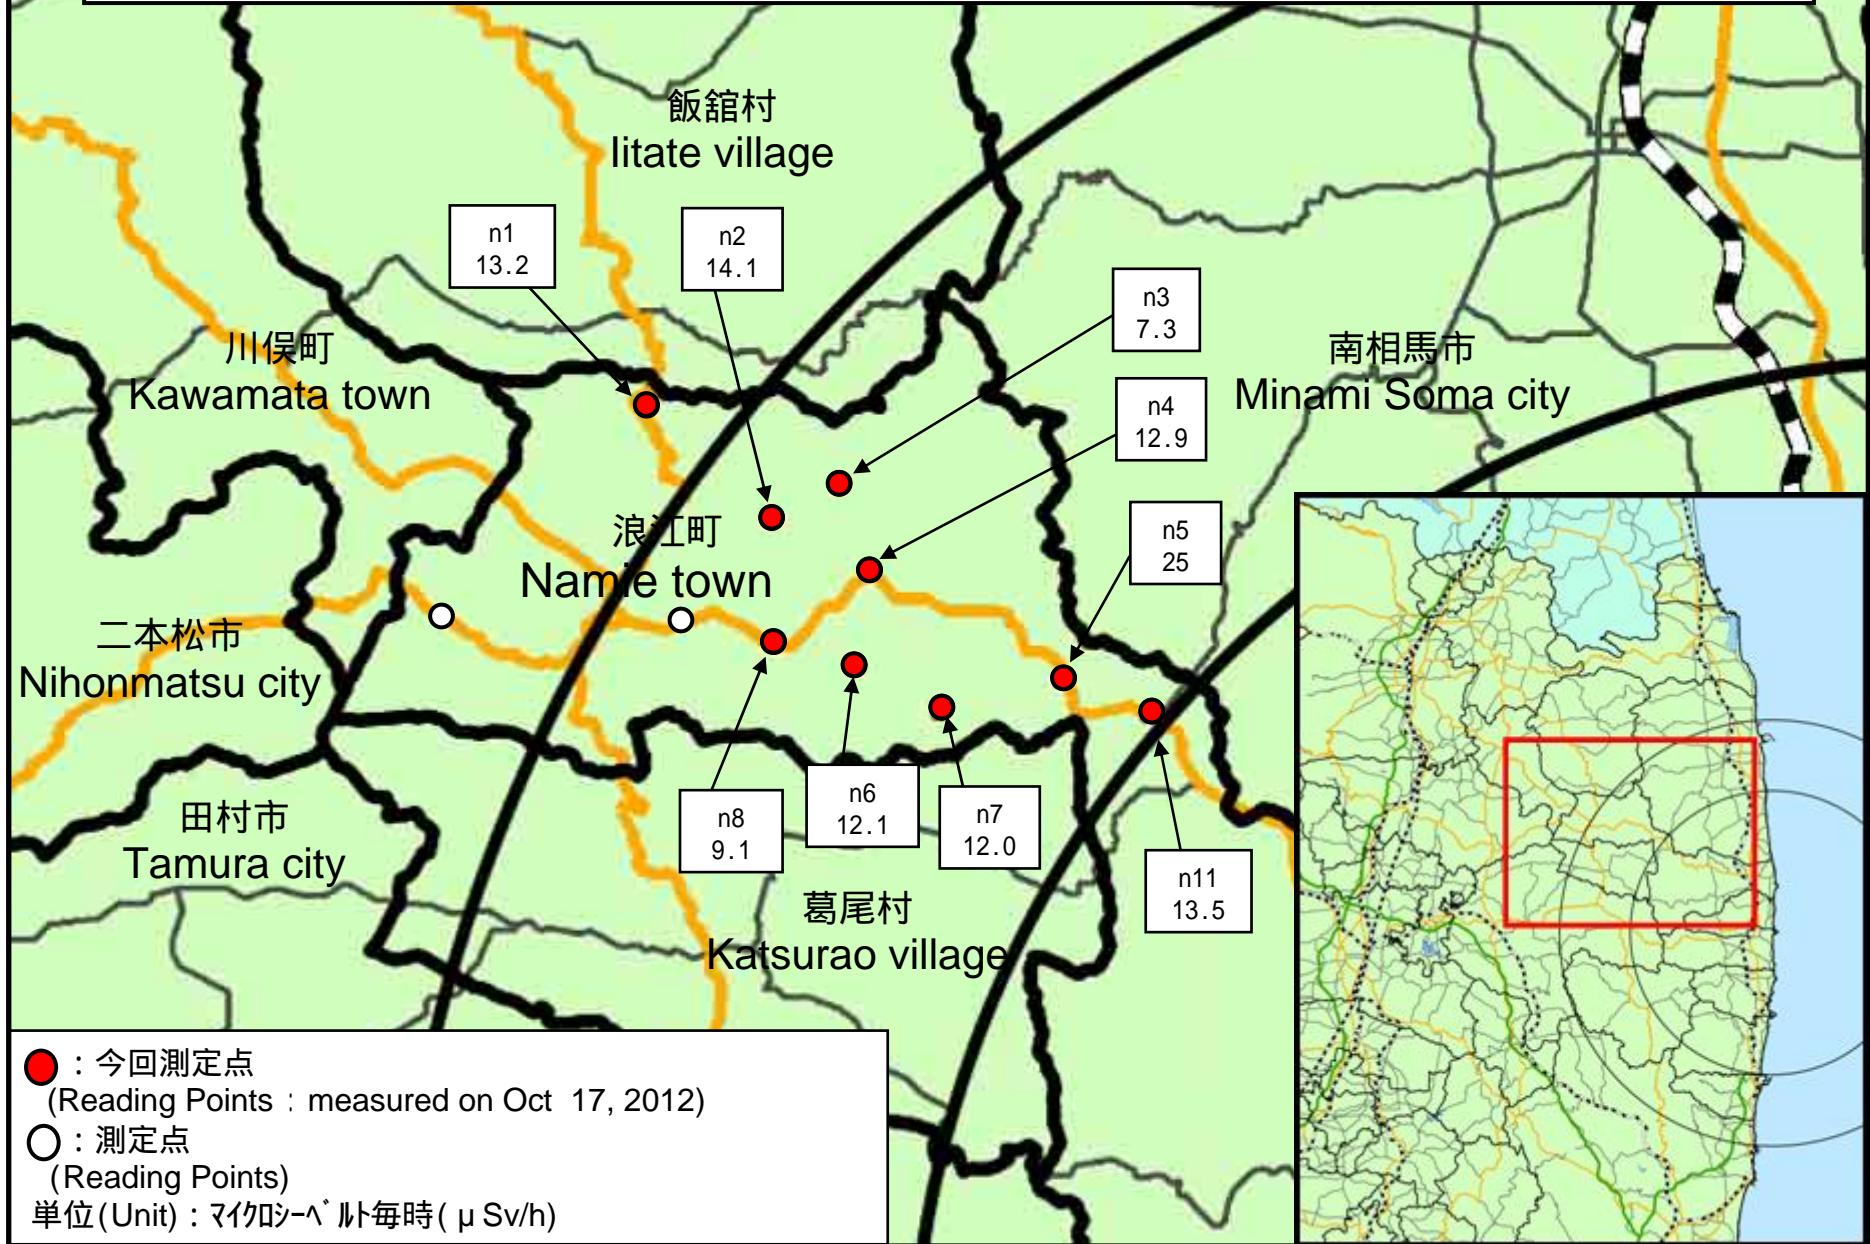 飯舘村
Iitate village
n1
13.2
n2
14.1
n3
7.3
川俣町
Kawamata town
南相馬市
Minami Soma city
n4
12.9
浪江町
Namie town
n5
25
二本松市
Nihonmatsu city
n8
9.1
n6
12.1
n7
12.0
田村市
Tamura city
n11
13.5
葛尾村
Katsurao village
：今回測定点
(Reading Points：measured on Oct 17, 2012)
：測定点
(Reading Points)
単位(Unit)：ﾏｲｸﾛｼｰﾍﾞﾙﾄ毎時(μSv/h)